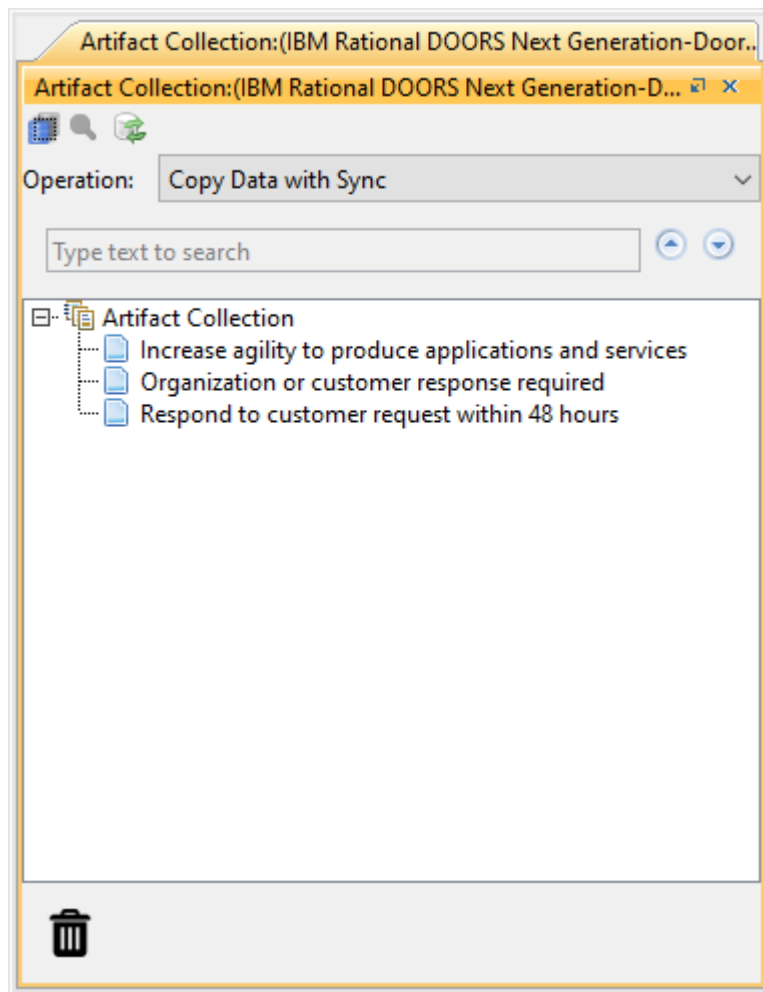 Artifact Collection:(IBM Rational DOORS Next Generation-Door..
Artifact Collection:(IBM Rational DOORS Next Generation-D...
Operation: Copy Data with Sync
Type text to search
Artifact Collection
Increase agility to produce applications and services
Organization or customer response required
Respond to customer request within 48 hours